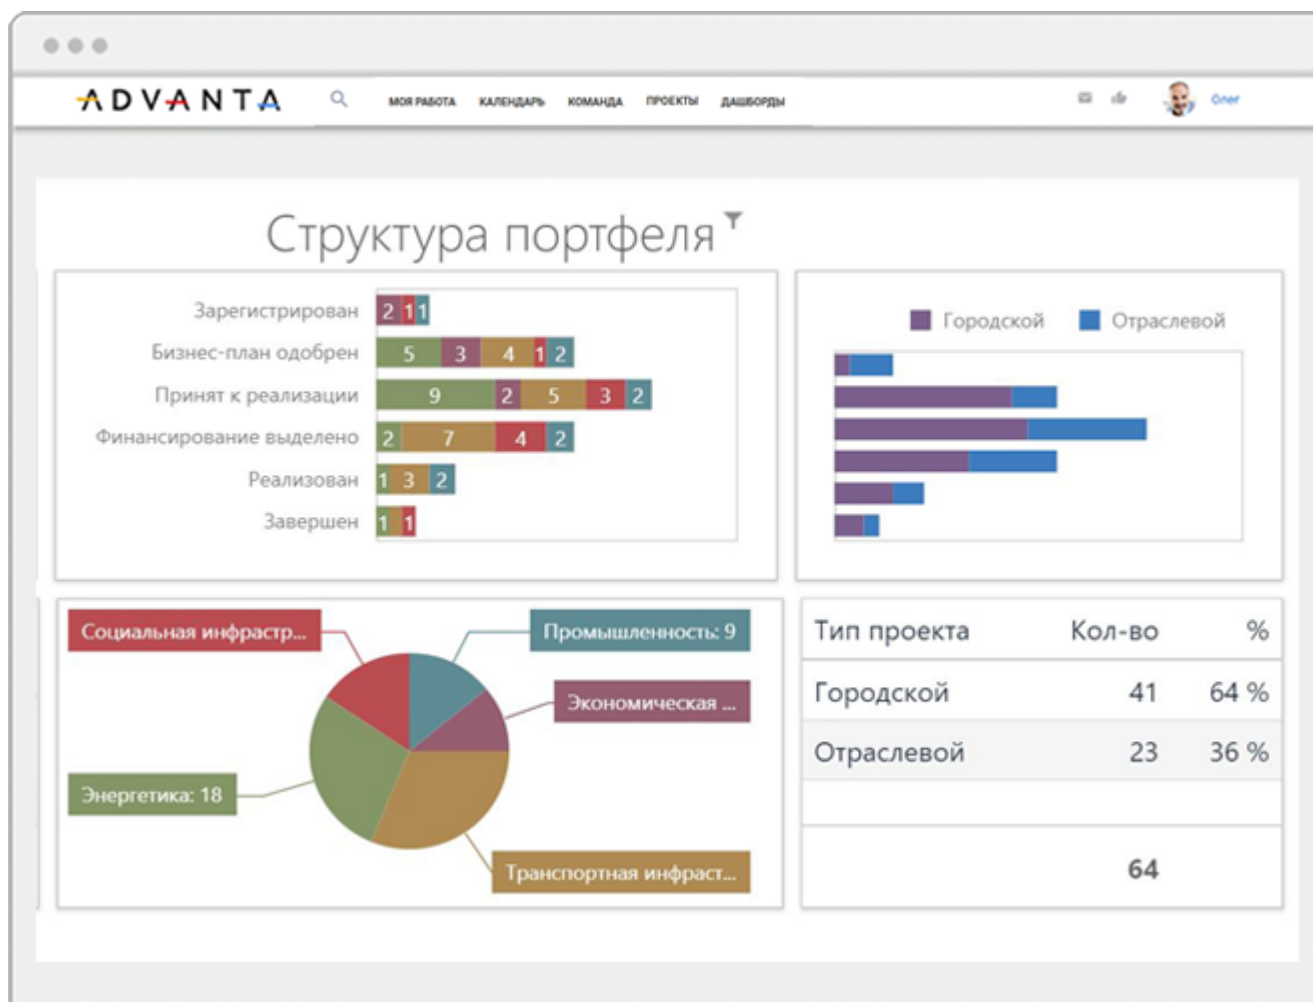 ADVANTA
МОЯ РАБОТА КАЛЕНДАРЬ КОМАНДА ПРОЕКТЫ ДАШБОРДЫ
Олег
Структура портфеля
Зарегистрирован 2 1 1
Бизнес-план одобрен 5 3 4 1 2
Принят к реализации 9 2 5 3 2
Финансирование выделено 2 7 4 2
Реализован 1 3 2
Завершен 1 1
Городской Отраслевой
Социальная инфрастр...
Промышленность: 9
Экономическая ...
Энергетика: 18
Транспортная инфраст...
Тип проекта Кол-во %
Городской 41 64 %
Отраслевой 23 36 %
64